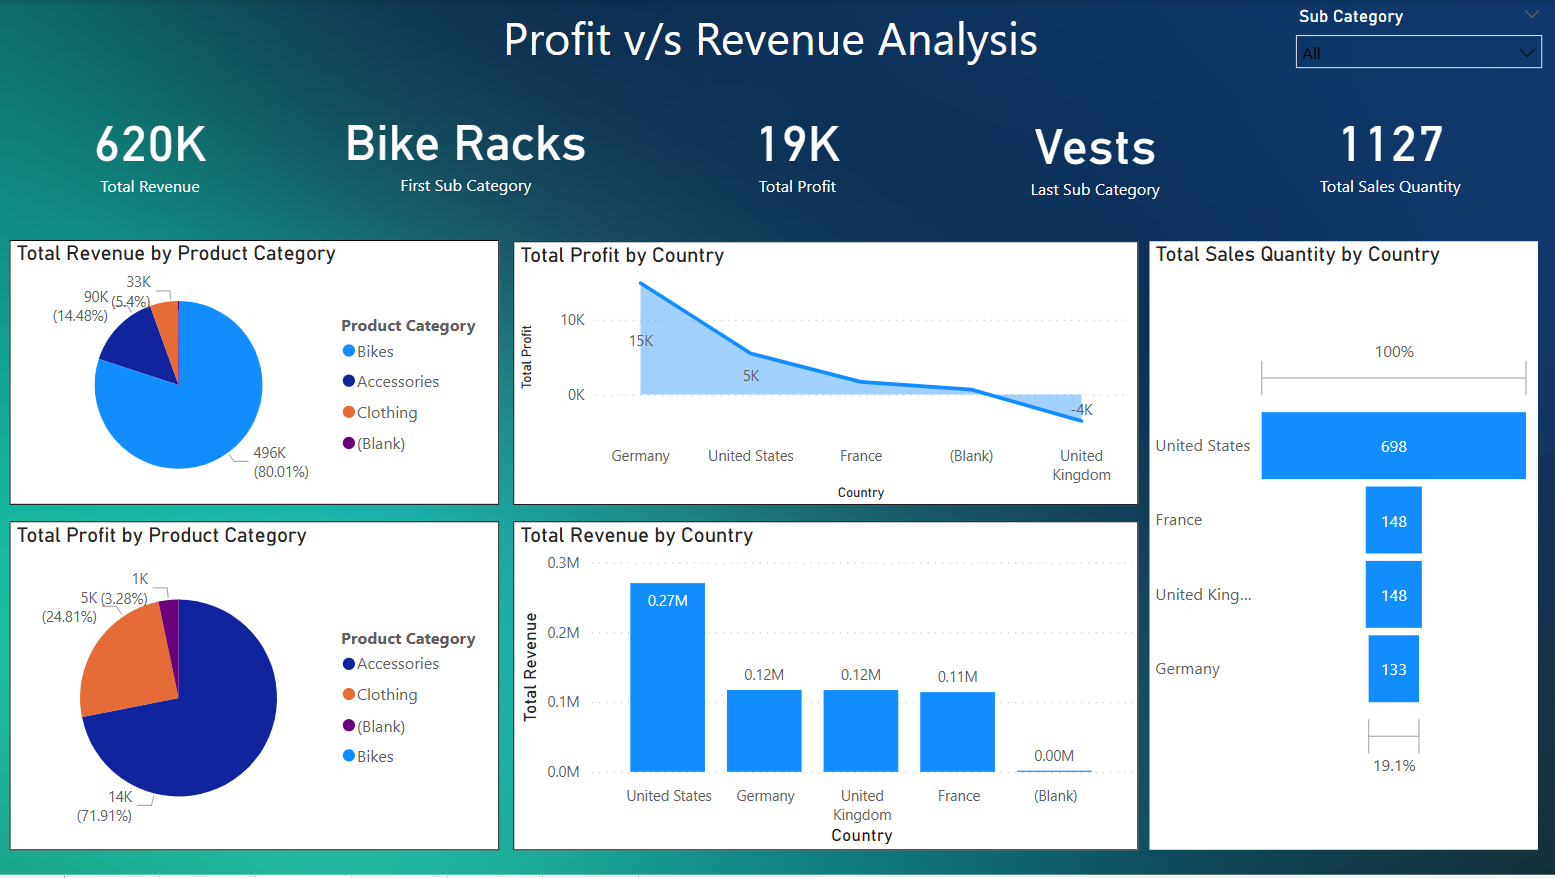 Profit v/s Revenue Analysis
Sub Category
All
620K
Total Revenue
Bike Racks
First Sub Category
19K
Total Profit
Vests
Last Sub Category
1127
Total Sales Quantity
Total Revenue by Product Category
33K
(5.4%)
90K
(14.48%)
496K
(80.01%)
Product Category
Bikes
Accessories
Clothing
(Blank)
Total Profit by Country
Total Profit
10K
0K
15K
5K
-4K
Germany
United States
France
(Blank)
United
Kingdom
Country
Total Sales Quantity by Country
100%
United States
698
France
148
United King...
148
Germany
133
19.1%
Total Profit by Product Category
1K
(3.28%)
5K
(24.81%)
14K
(71.91%)
Product Category
Accessories
Clothing
(Blank)
Bikes
Total Revenue by Country
Total Revenue
0.3M
0.2M
0.1M
0.0M
0.27M
0.12M
0.12M
0.11M
0.00M
United States
Germany
United
Kingdom
France
(Blank)
Country